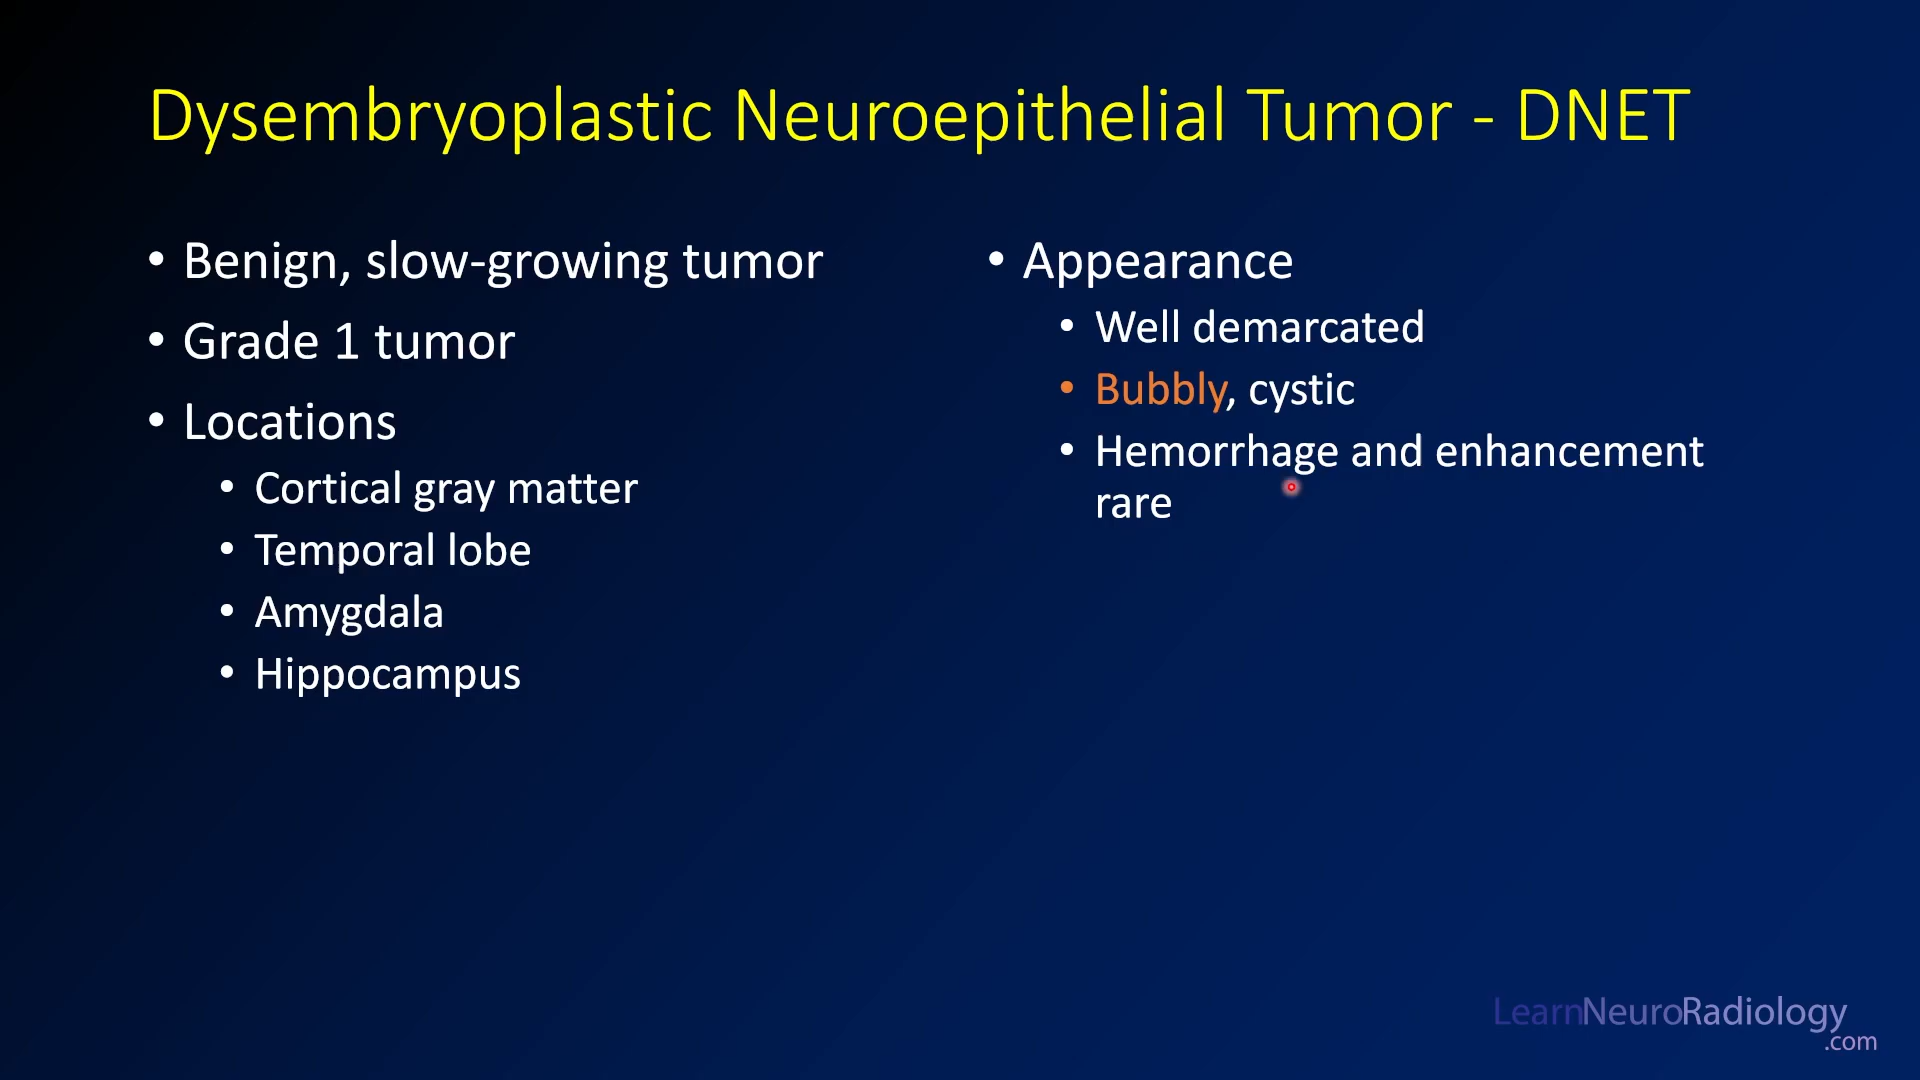 Dysembryoplastic Neuroepithelial Tumor - DNET
• Benign, slow-growing tumor
• Grade 1 tumor
• Locations
• Cortical gray matter
• Temporal lobe
• Amygdala
• Hippocampus
• Appearance
• Well demarcated
• Bubbly, cystic
• Hemorrhage and enhancement
rare
LearnNeuroRadiology
.com